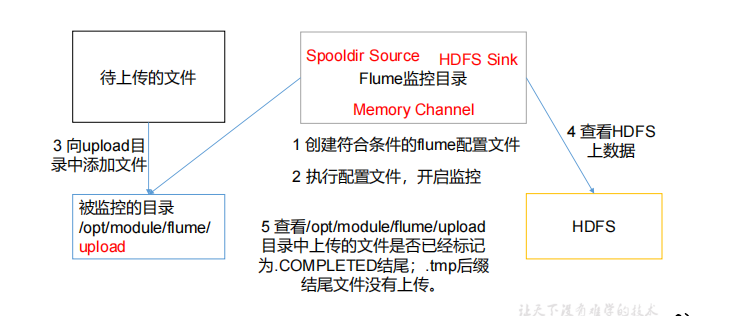 待上传的文件
Spooldir Source
HDFS Sink
Flume监控目录
Memory Channel
3 向upload目
录中添加文件
1 创建符合条件的flume配置文件
2 执行配置文件，开启监控
4 查看HDFS
上数据
被监控的目录
/opt/module/flume/
upload
5 查看/opt/module/flume/upload
目录中上传的文件是否已经标记
为.COMPLETED结尾；.tmp后缀
结尾文件没有上传。
HDFS
让天下没有难学的技术